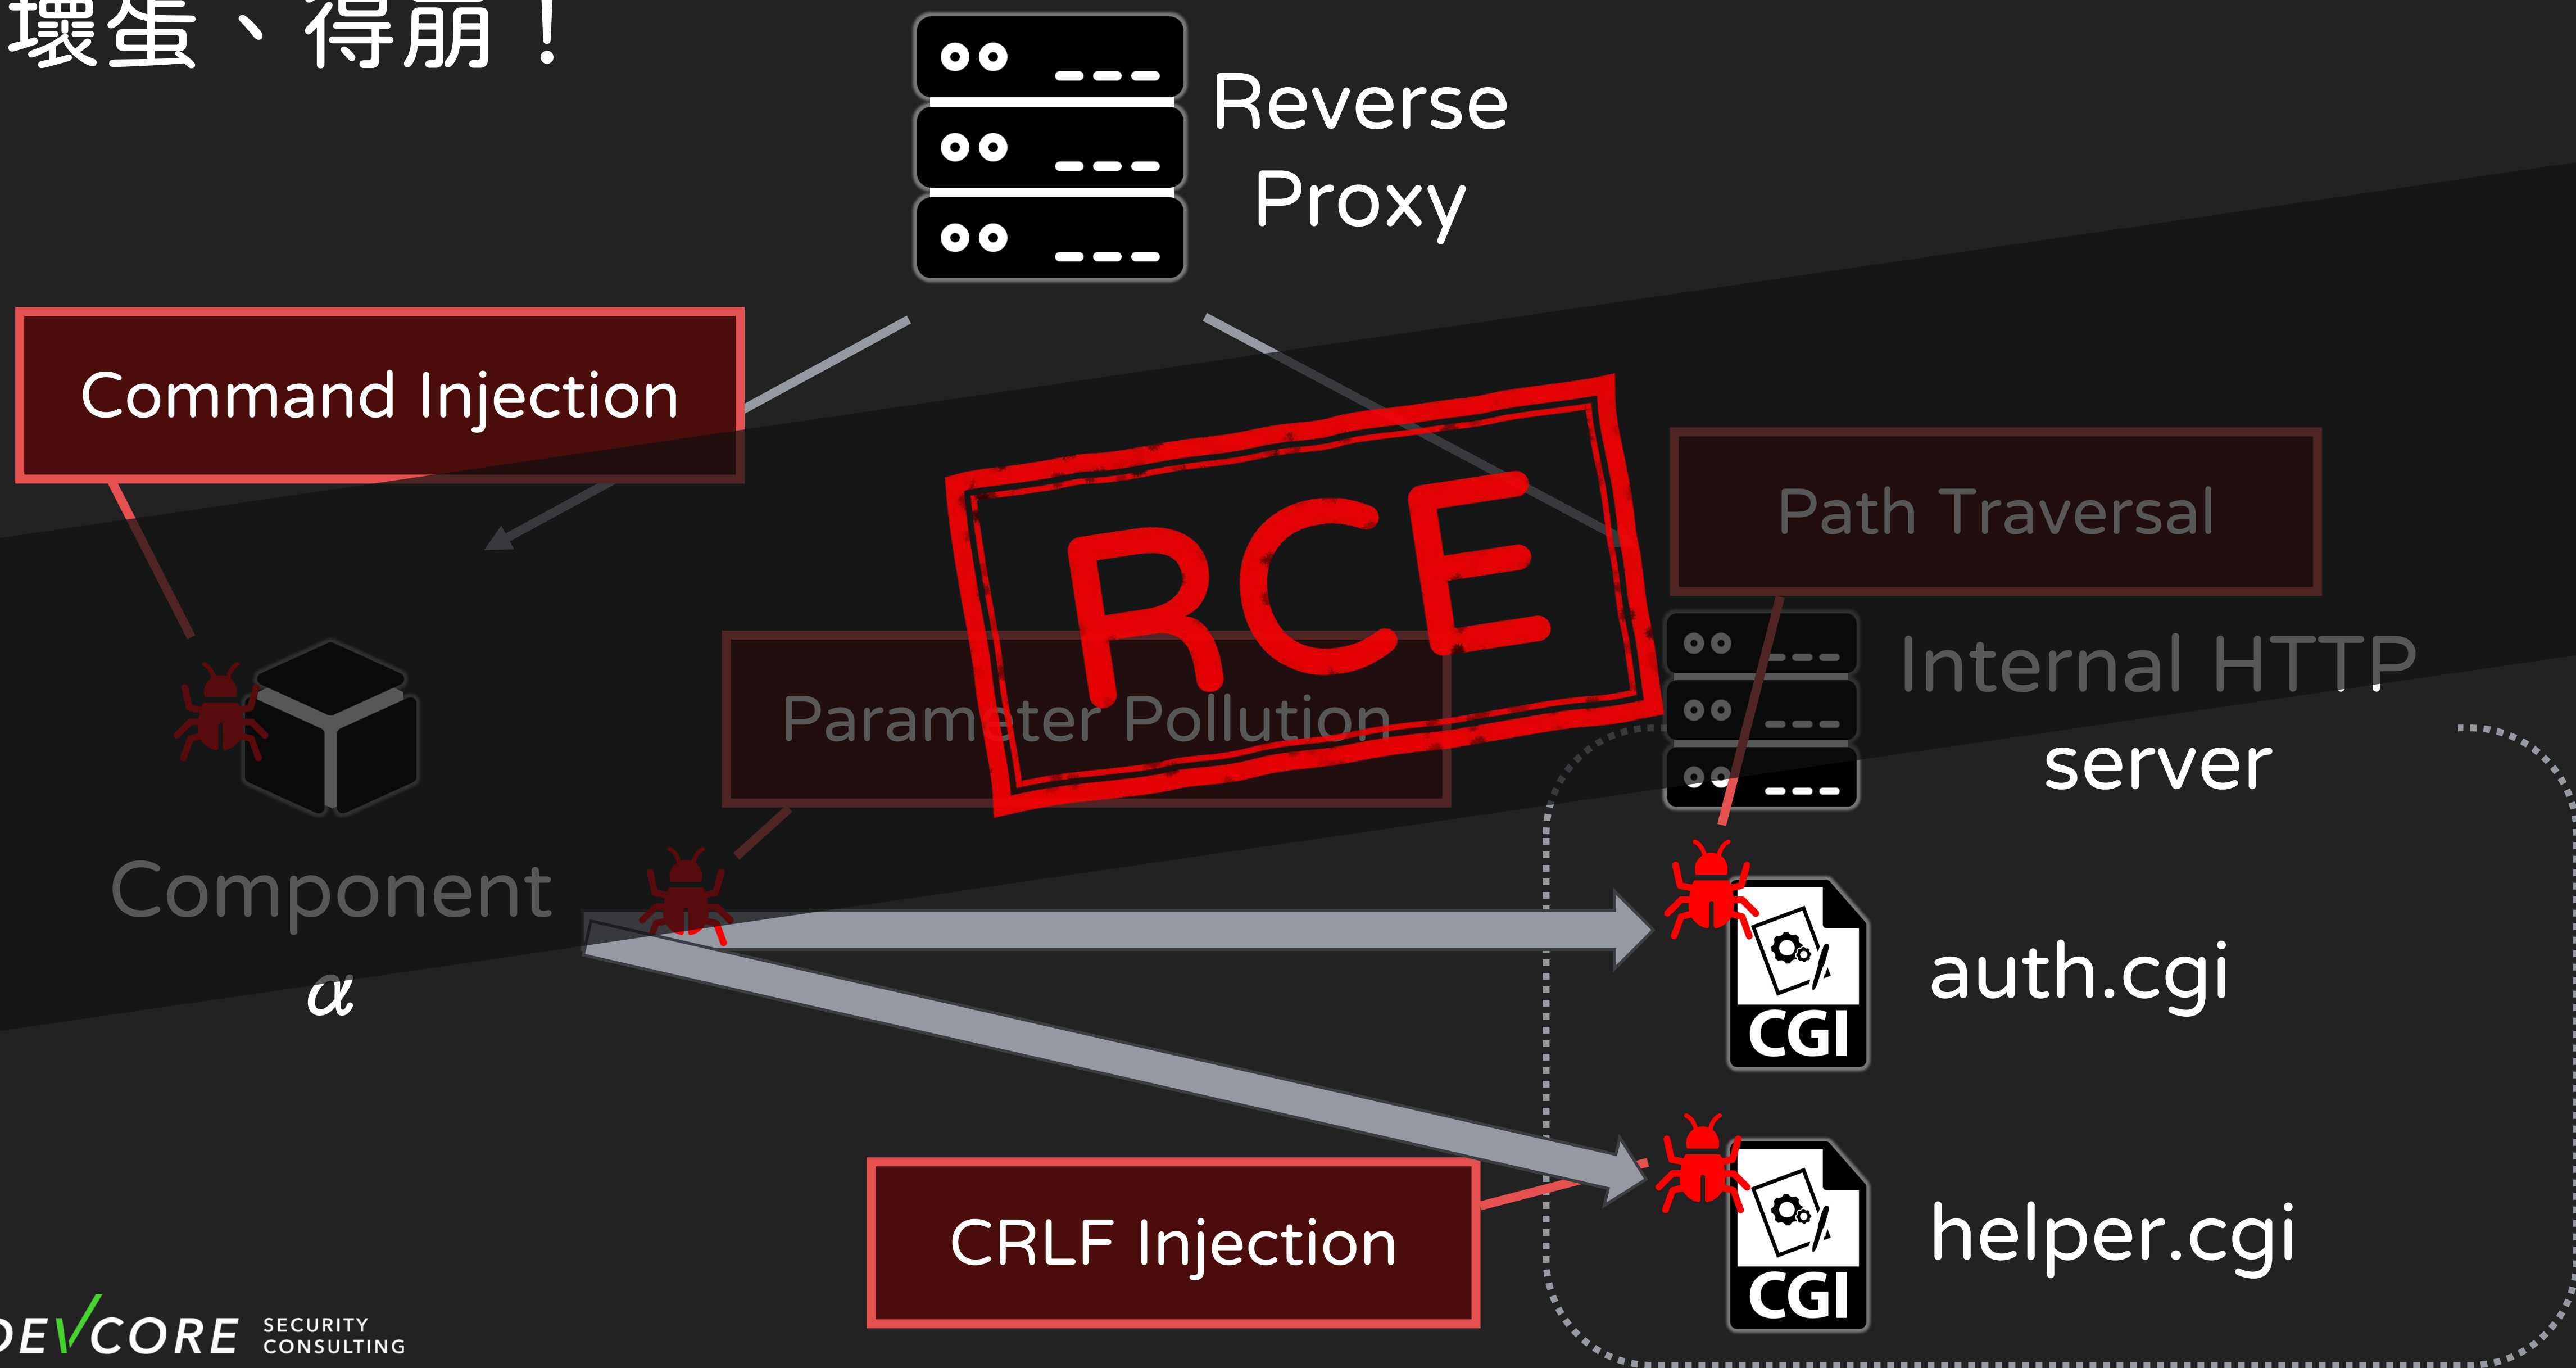 壞蛋、得崩！
Reverse
Proxy
Command Injection
RCE
Path Traversal
Parameter Pollution
Internal HTTP
server
Component
α
CGI
auth.cgi
CGI
helper.cgi
CRLF Injection
DEVCORE
SECURITY
CONSULTING